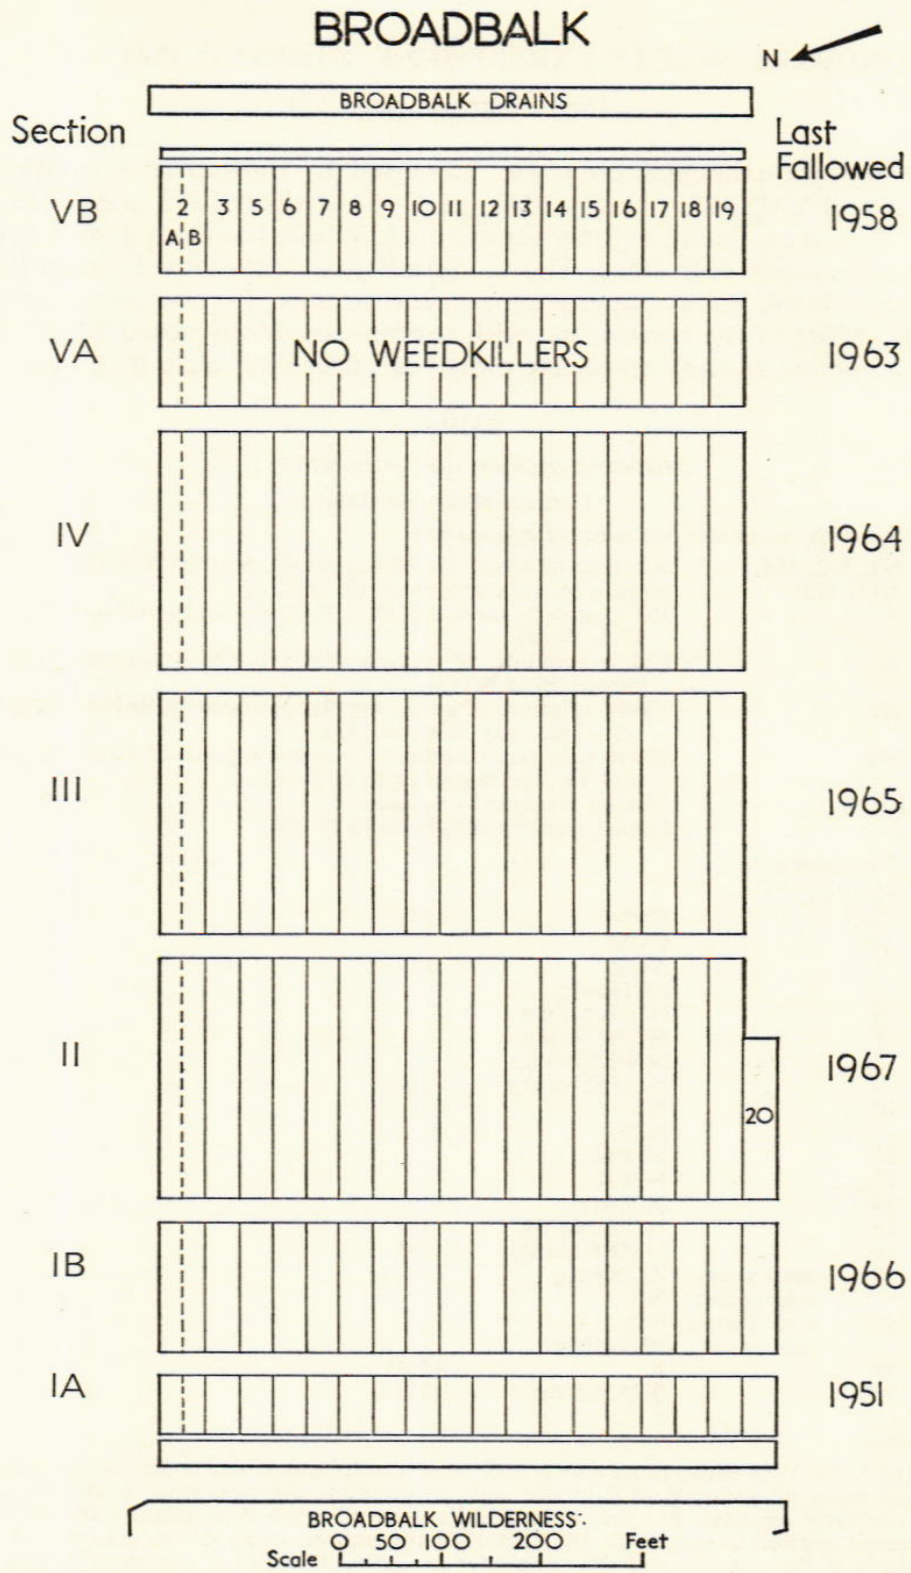 BROADBALK
N
BROADBALK DRAINS
Section
Last
Fallowed
VB 2 3 5 6 7 8 9 10 11 12 13 14 15 16 17 18 19 1958
A B
VA NO WEEDKILLERS 1963
IV 1964
III 1965
II 1967
20
IB 1966
IA 1951
BROADBALK WILDERNESS
0 50 100 200 Feet
Scale